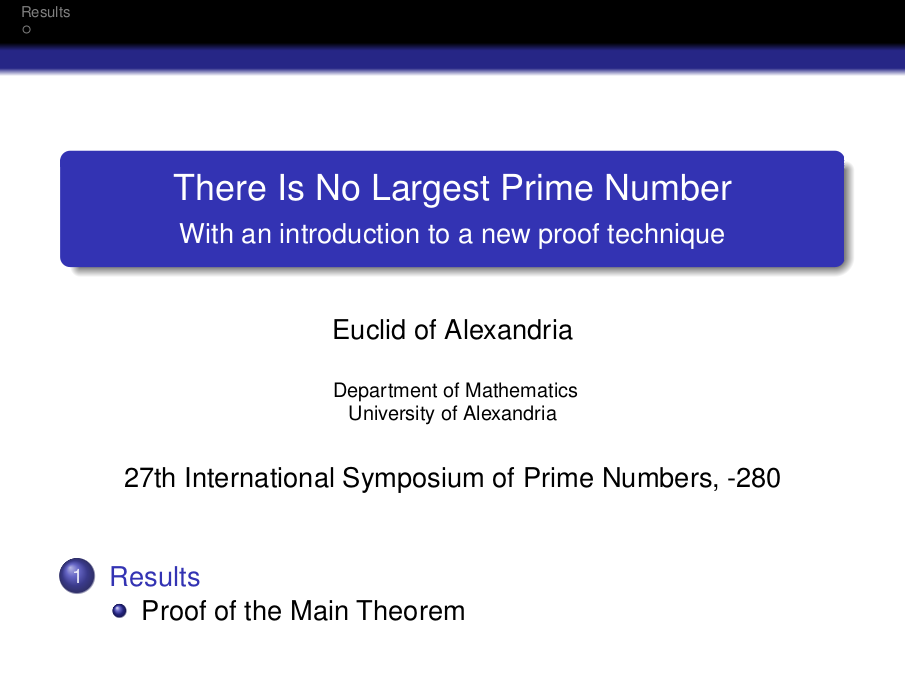 Results
There Is No Largest Prime Number
With an introduction to a new proof technique
Euclid of Alexandria
Department of Mathematics
University of Alexandria
27th International Symposium of Prime Numbers, -280
1 Results
Proof of the Main Theorem